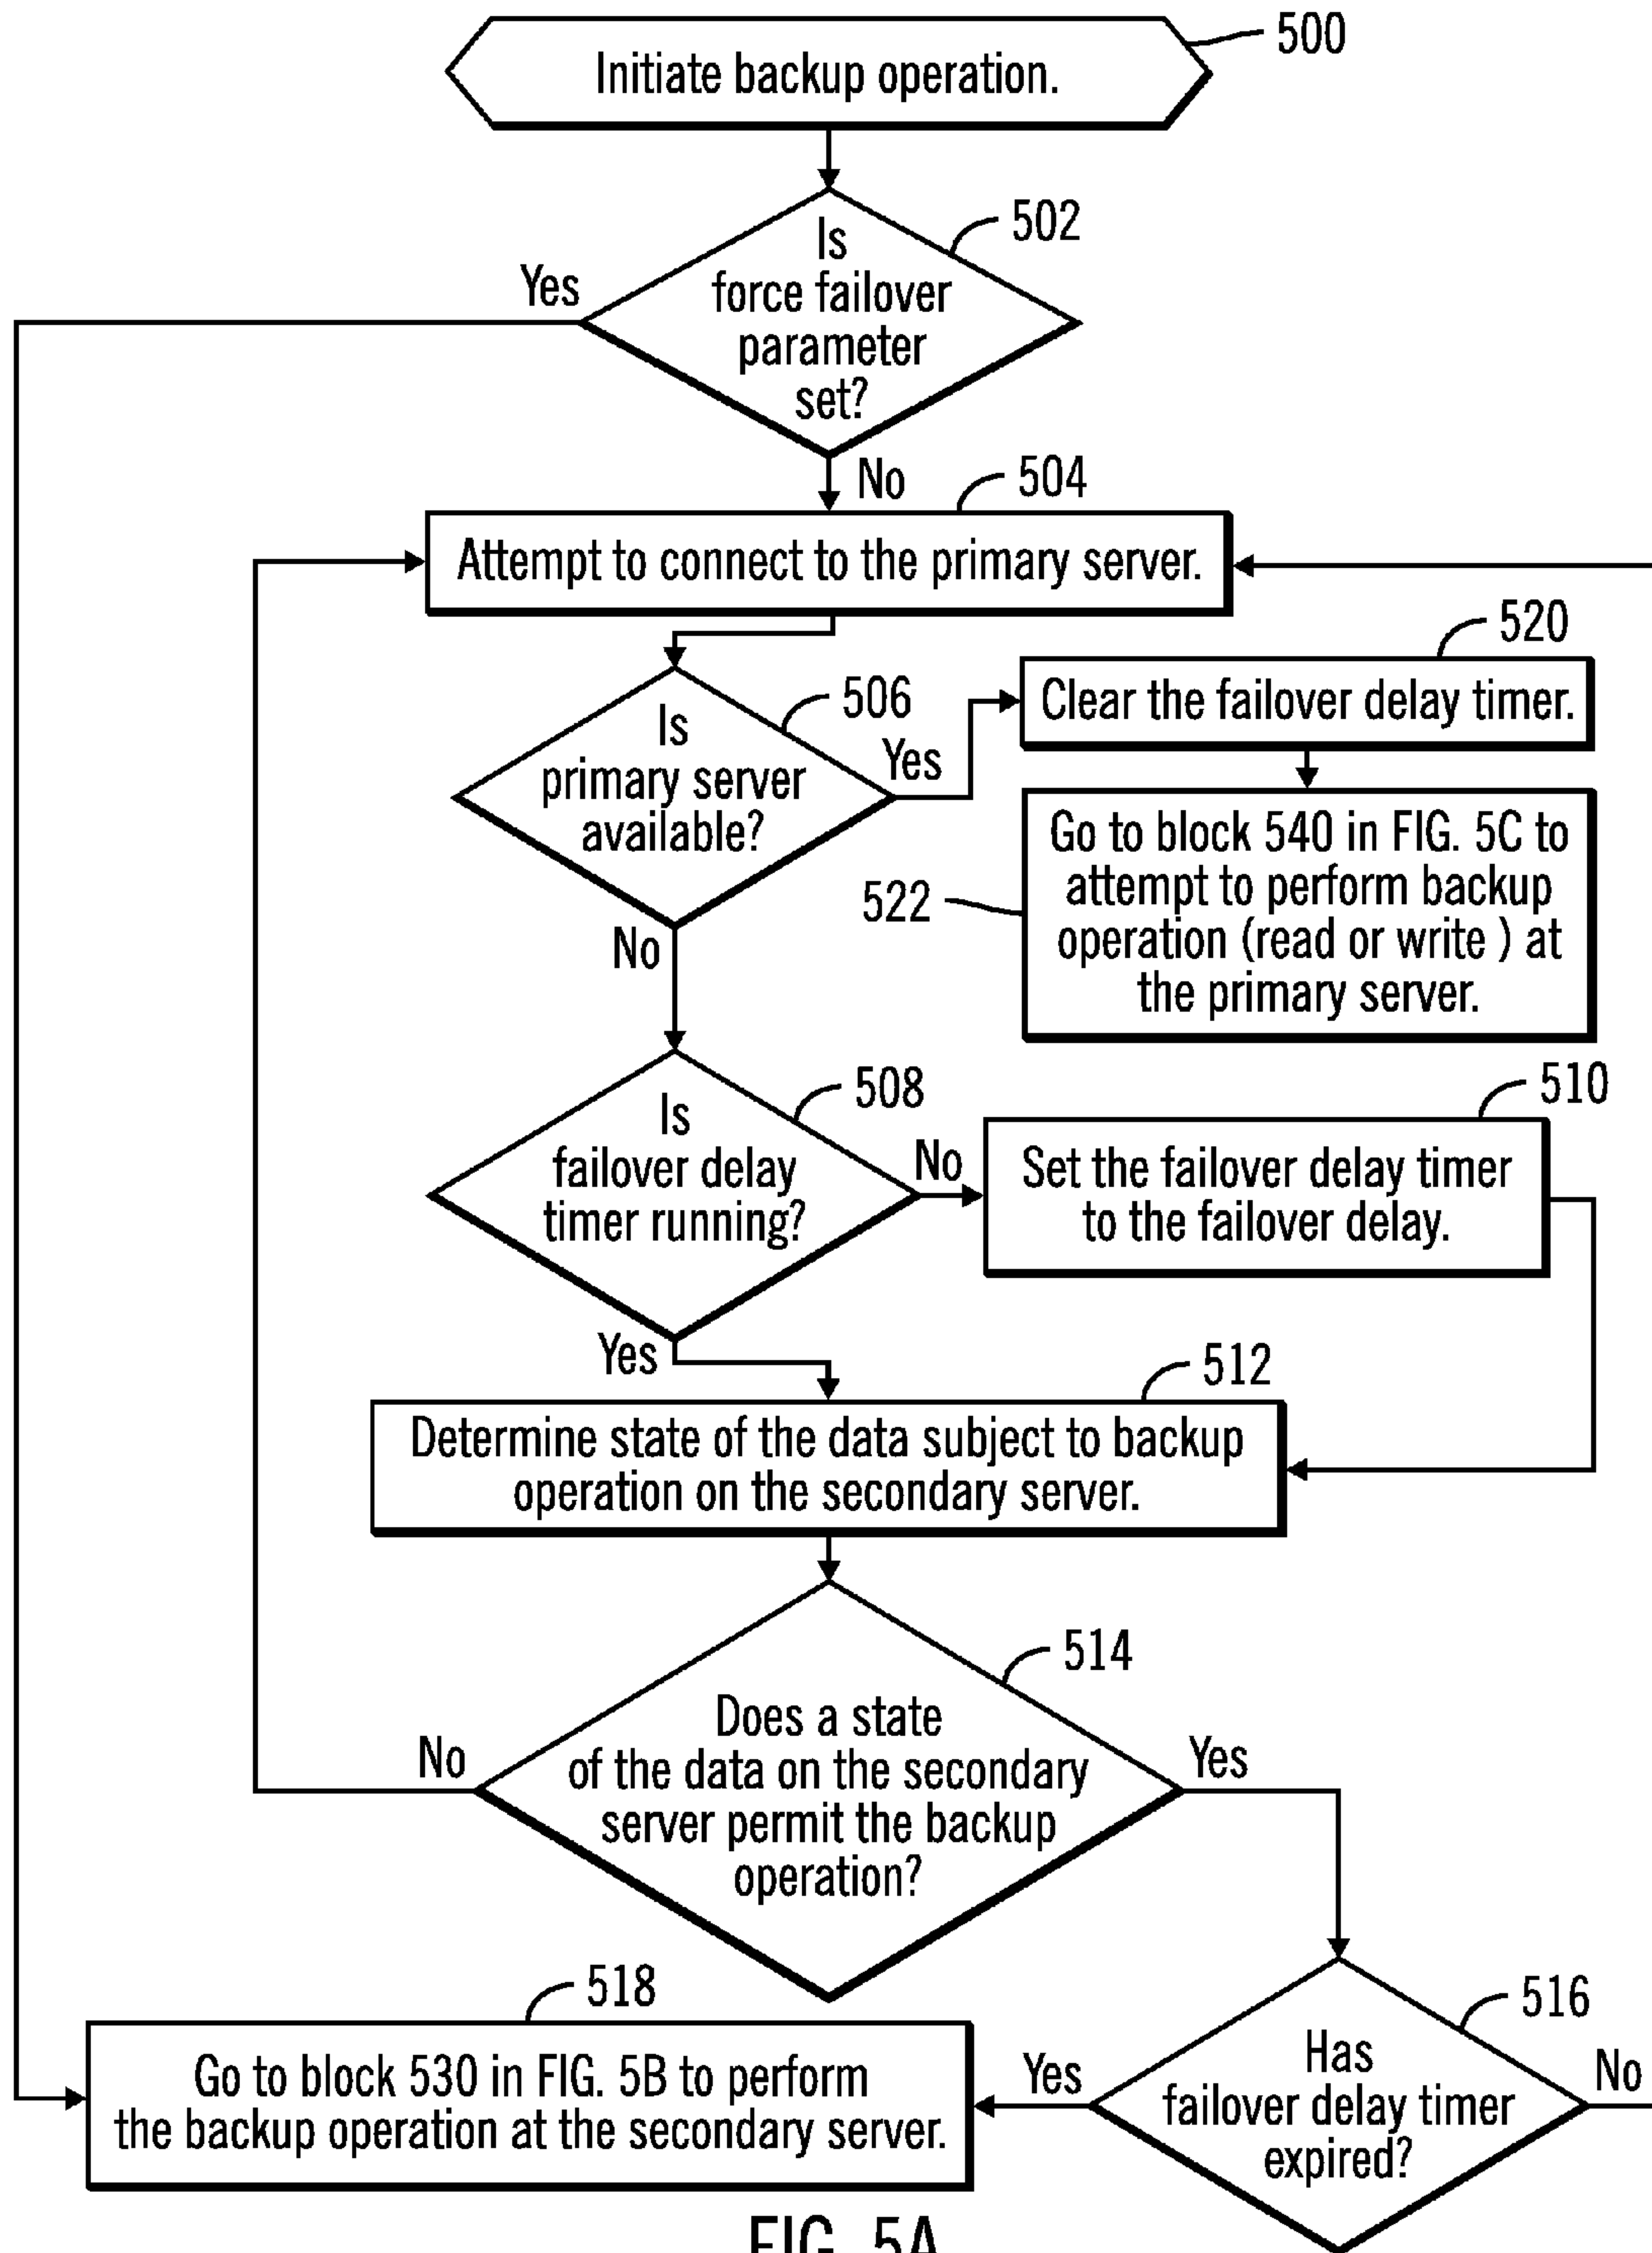 500
Initiate backup operation.
502
Is
force failover
parameter
set?
Yes
No
504
Attempt to connect to the primary server.
520
Clear the failover delay timer.
506
Is
primary server
available?
Yes
No
522
Go to block 540 in FIG. 5C to
attempt to perform backup
operation (read or write ) at
the primary server.
508
Is
failover delay
timer running?
No
Yes
510
Set the failover delay timer
to the failover delay.
512
Determine state of the data subject to backup
operation on the secondary server.
514
Does a state
of the data on the secondary
server permit the backup
operation?
No
Yes
516
Has
failover delay timer
expired?
Yes
No
518
Go to block 530 in FIG. 5B to perform
the backup operation at the secondary server.
FIG. 5A